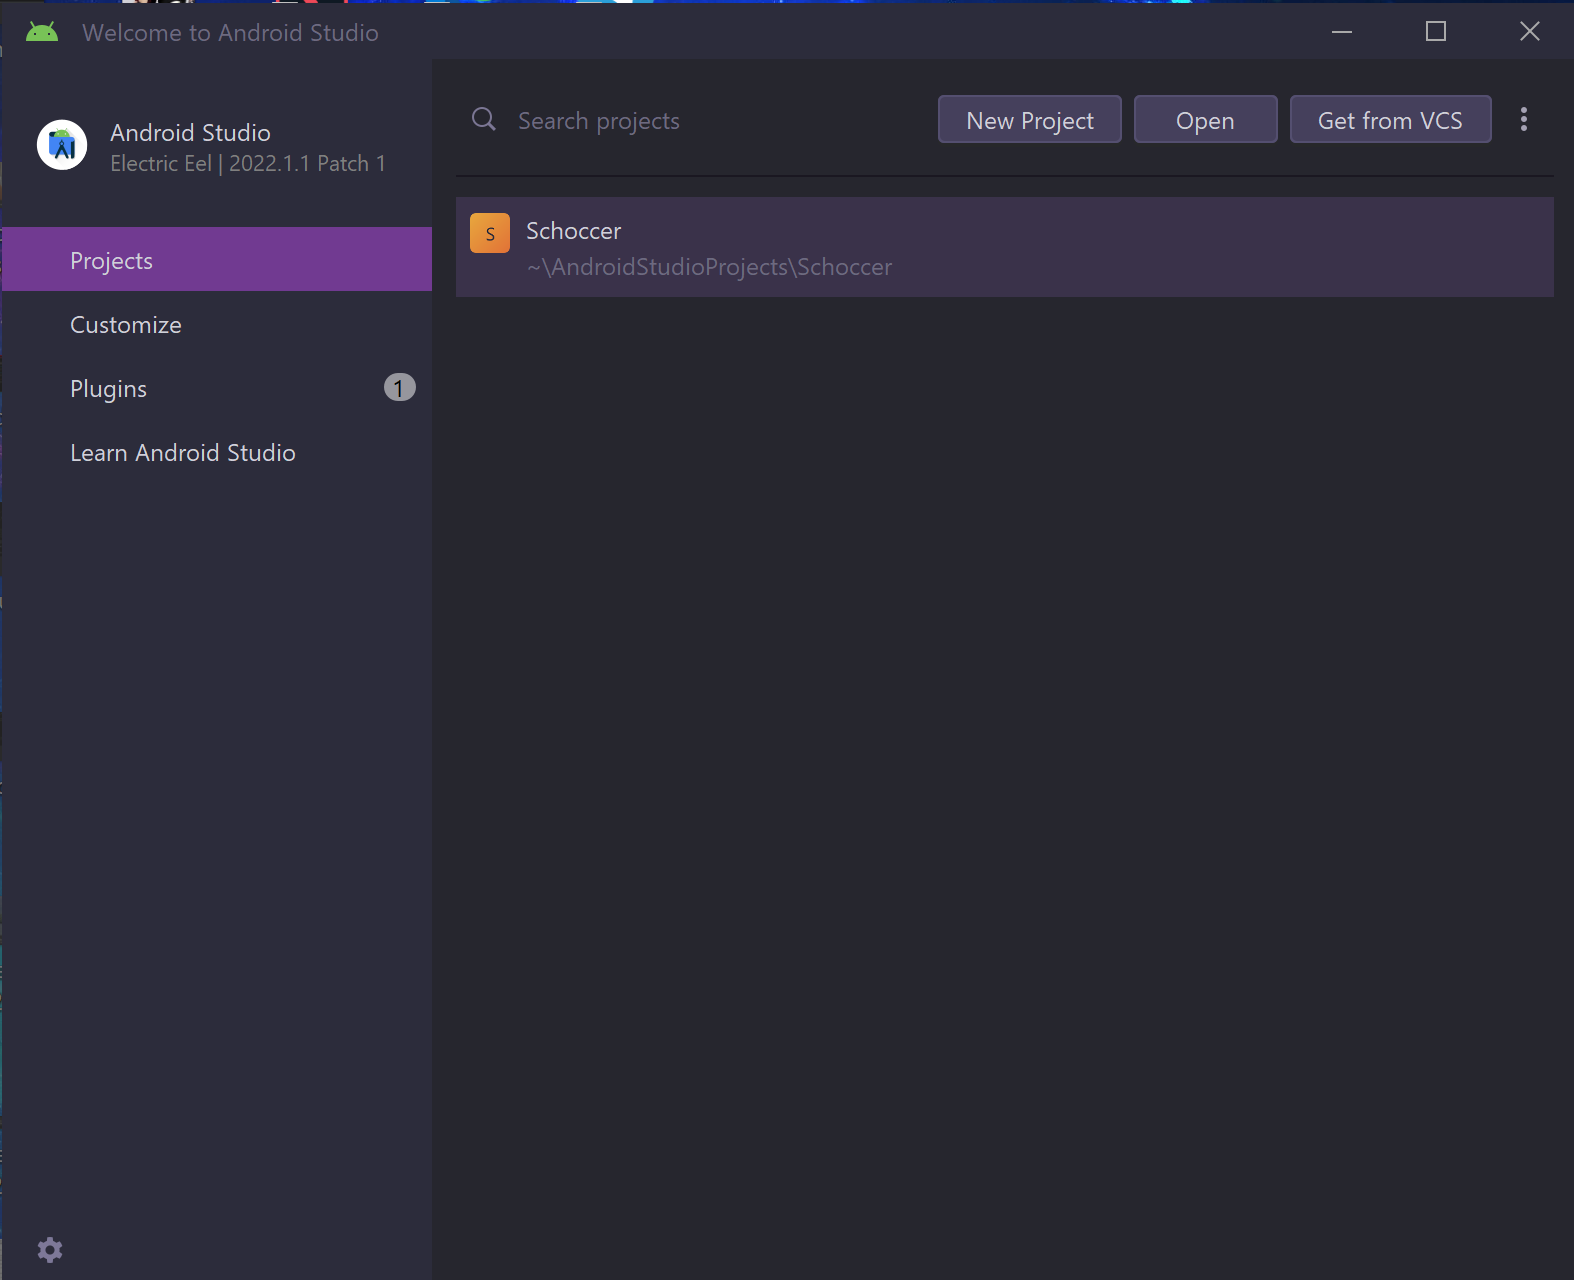 Welcome to Android Studio
Android Studio
Electric Eel | 2022.1.1 Patch 1
Projects
Customize
Plugins
1
Learn Android Studio
Search projects
New Project
Open
Get from VCS
S
Schoccer
~\AndroidStudioProjects\Schoccer